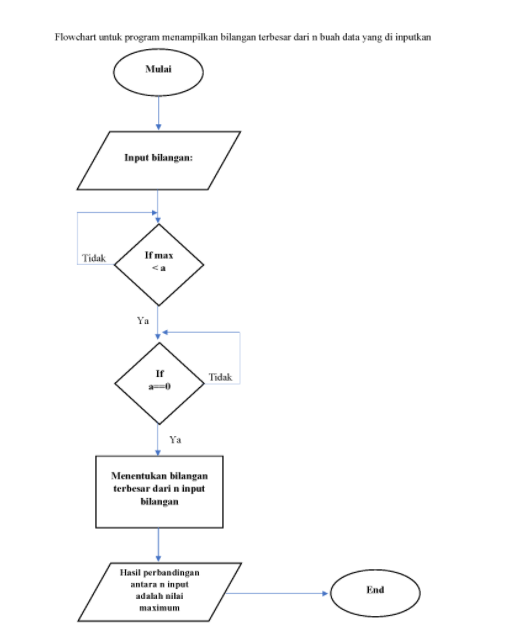 Flowchart untuk program menampilkan bilangan terbesar dari n buah data yang di inputkan
Mulai
Input bilangan:
If max
< a
Tidak
Ya
If
a==0
Tidak
Ya
Menentukan bilangan
terbesar dari n input
bilangan
Hasil perbandingan
antara n input
adalah nilai
maximum
End